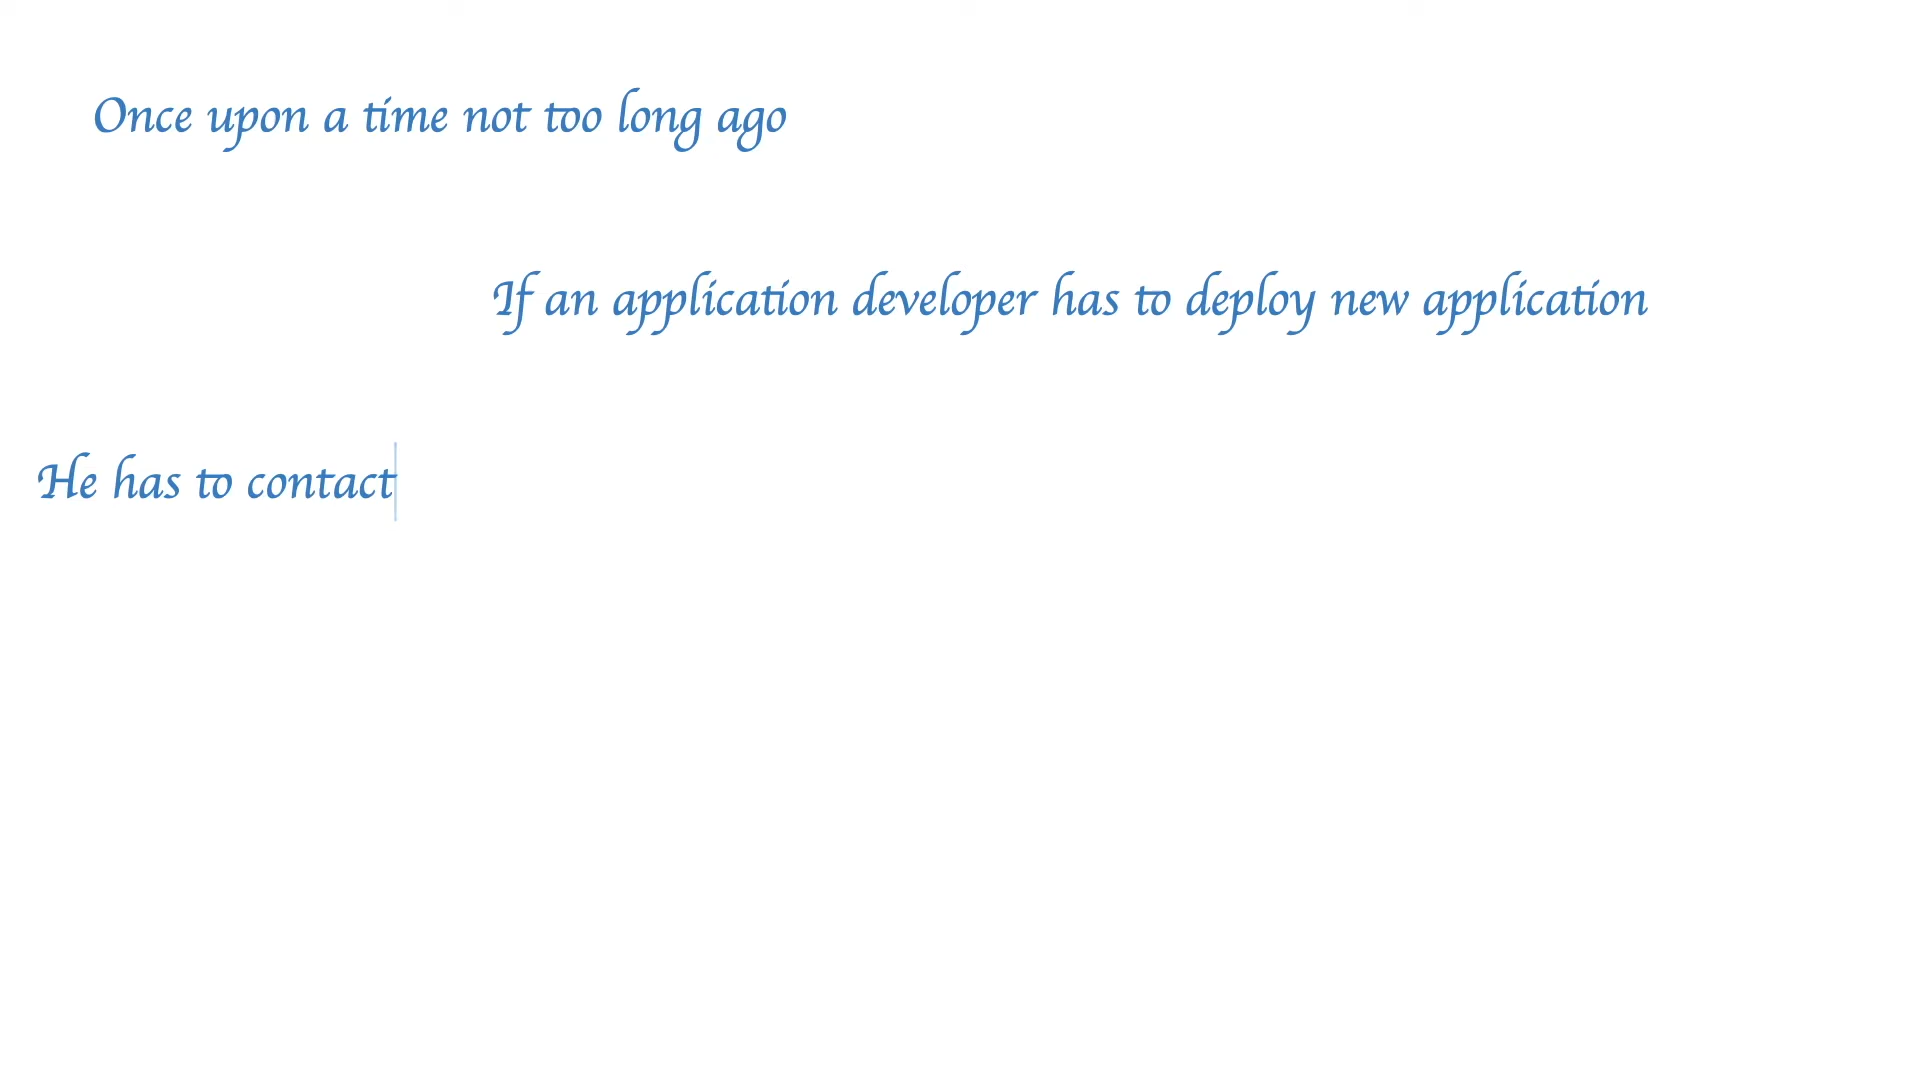 Once upon a time not too long ago
If an application developer has to deploy new application
He has to contact